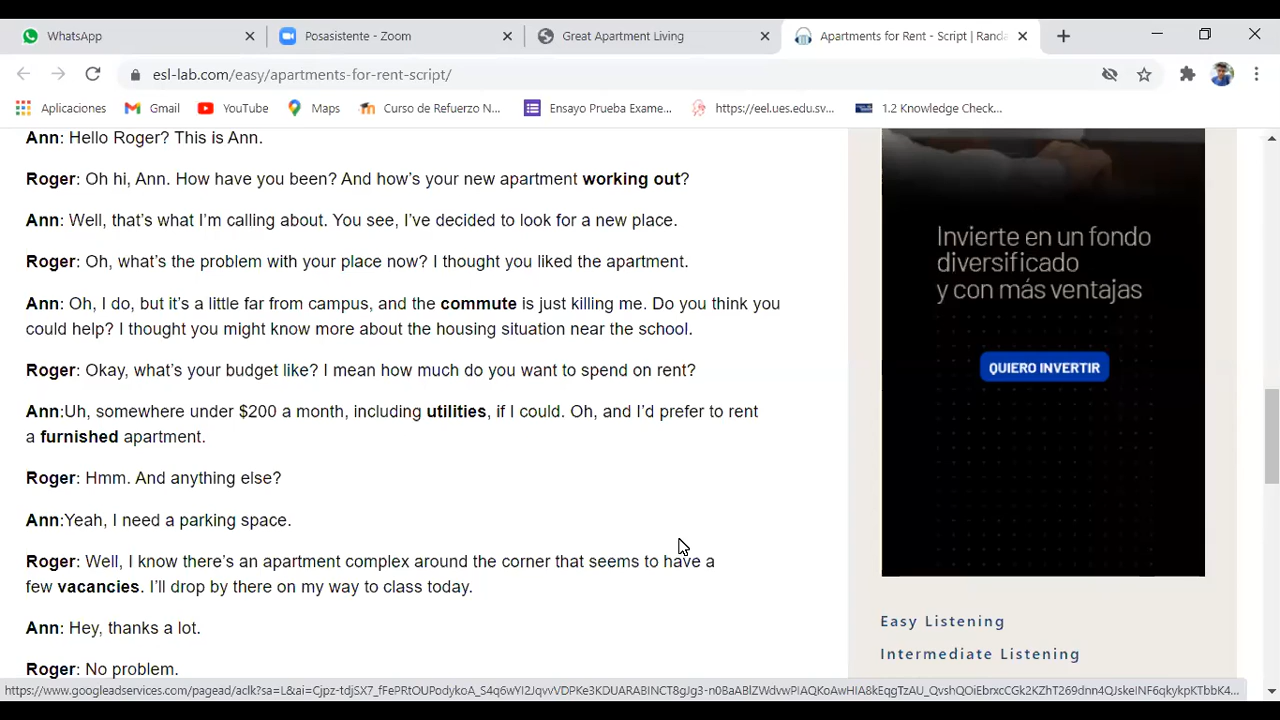 WhatsApp
Posasistente - Zoom
Great Apartment Living
Apartments for Rent - Script | Randa
esl-lab.com/easy/apartments-for-rent-script/
Aplicaciones
Gmail
YouTube
Maps
Curso de Refuerzo N...
Ensayo Prueba Exame...
https://eel.ues.edu.sv...
1.2 Knowledge Check...
Ann: Hello Roger? This is Ann.
Roger: Oh hi, Ann. How have you been? And how’s your new apartment working out?
Ann: Well, that’s what I’m calling about. You see, I’ve decided to look for a new place.
Roger: Oh, what’s the problem with your place now? I thought you liked the apartment.
Ann: Oh, I do, but it’s a little far from campus, and the commute is just killing me. Do you think you
could help? I thought you might know more about the housing situation near the school.
Roger: Okay, what’s your budget like? I mean how much do you want to spend on rent?
Ann:Uh, somewhere under $200 a month, including utilities, if I could. Oh, and I’d prefer to rent
a furnished apartment.
Roger: Hmm. And anything else?
Ann:Yeah, I need a parking space.
Roger: Well, I know there’s an apartment complex around the corner that seems to have a
few vacancies. I’ll drop by there on my way to class today.
Ann: Hey, thanks a lot.
Roger: No problem.
Invierte en un fondo
diversificado
y con más ventajas
QUIERO INVERTIR
Easy Listening
Intermediate Listening